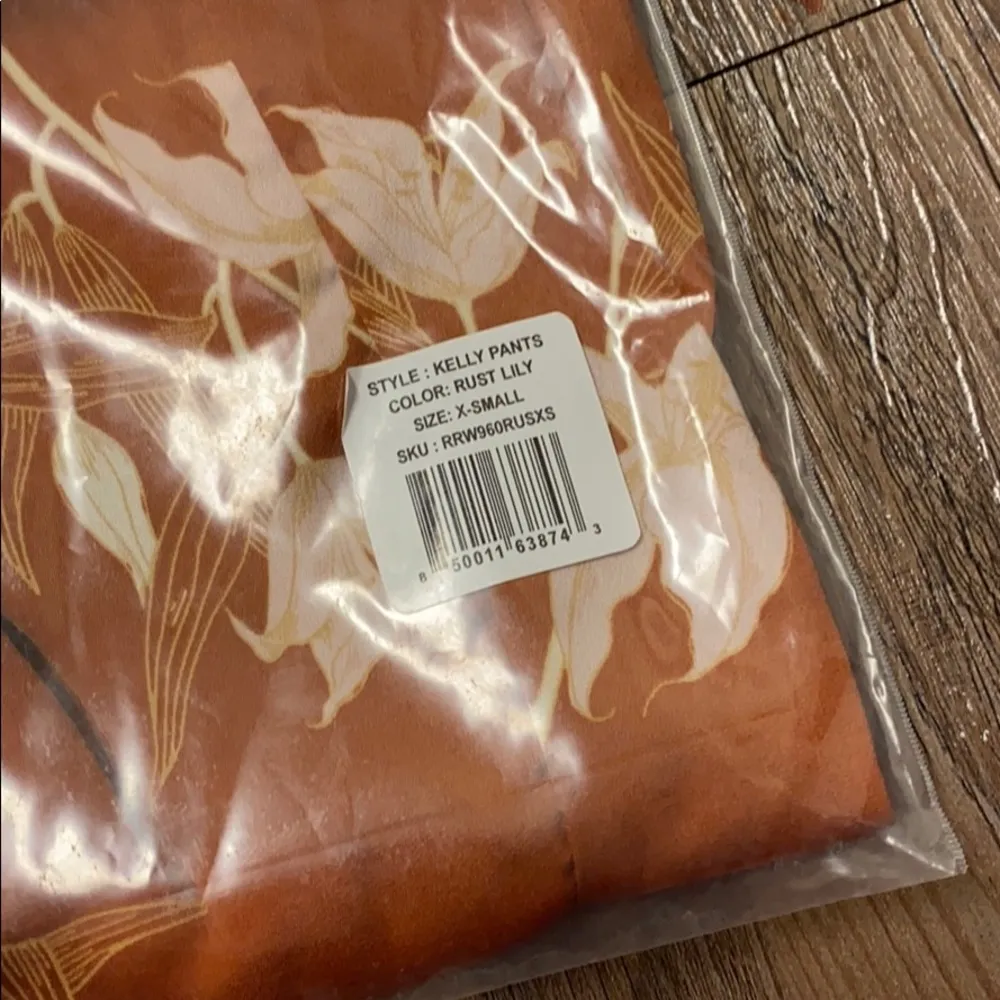 STYLE : KELLY PANTS
COLOR: RUST LILY
SIZE: X-SMALL
SKU : RRW960RUSXS
8 50011 63874 3